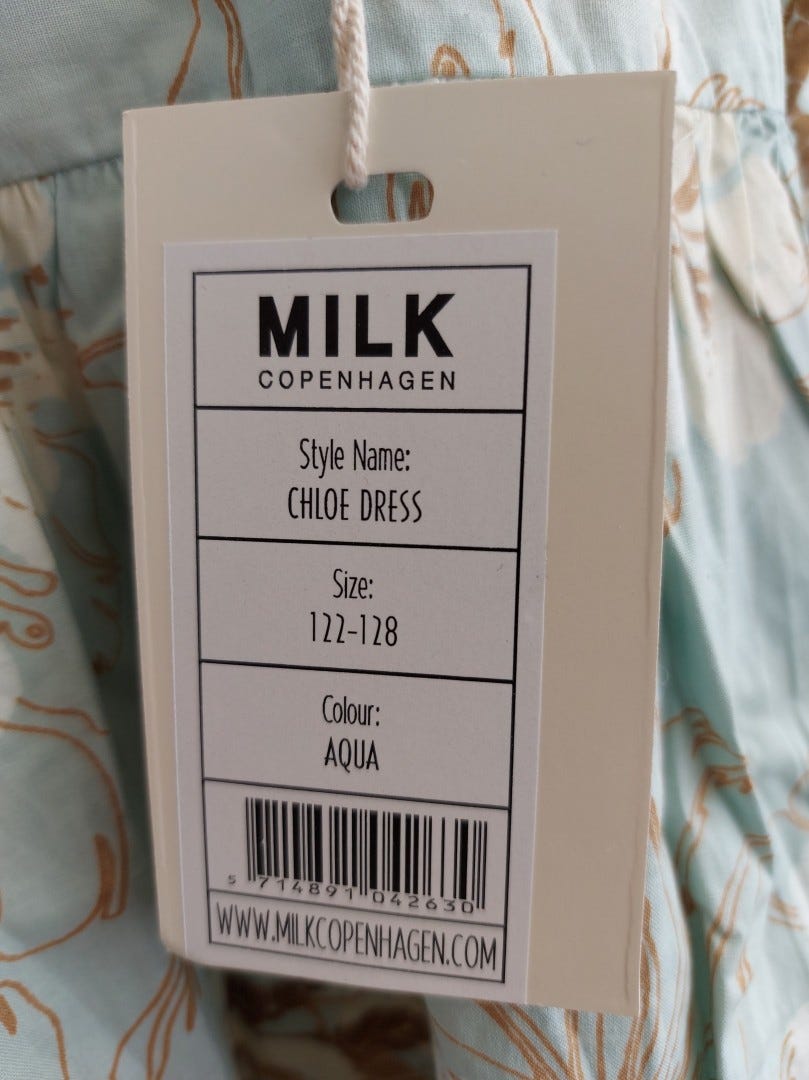 MILK
COPENHAGEN
Style Name:
CHLOE DRESS
Size:
122-128
Colour:
AQUA
5 714891 042630
WWW.MILKCOPENHAGEN.COM